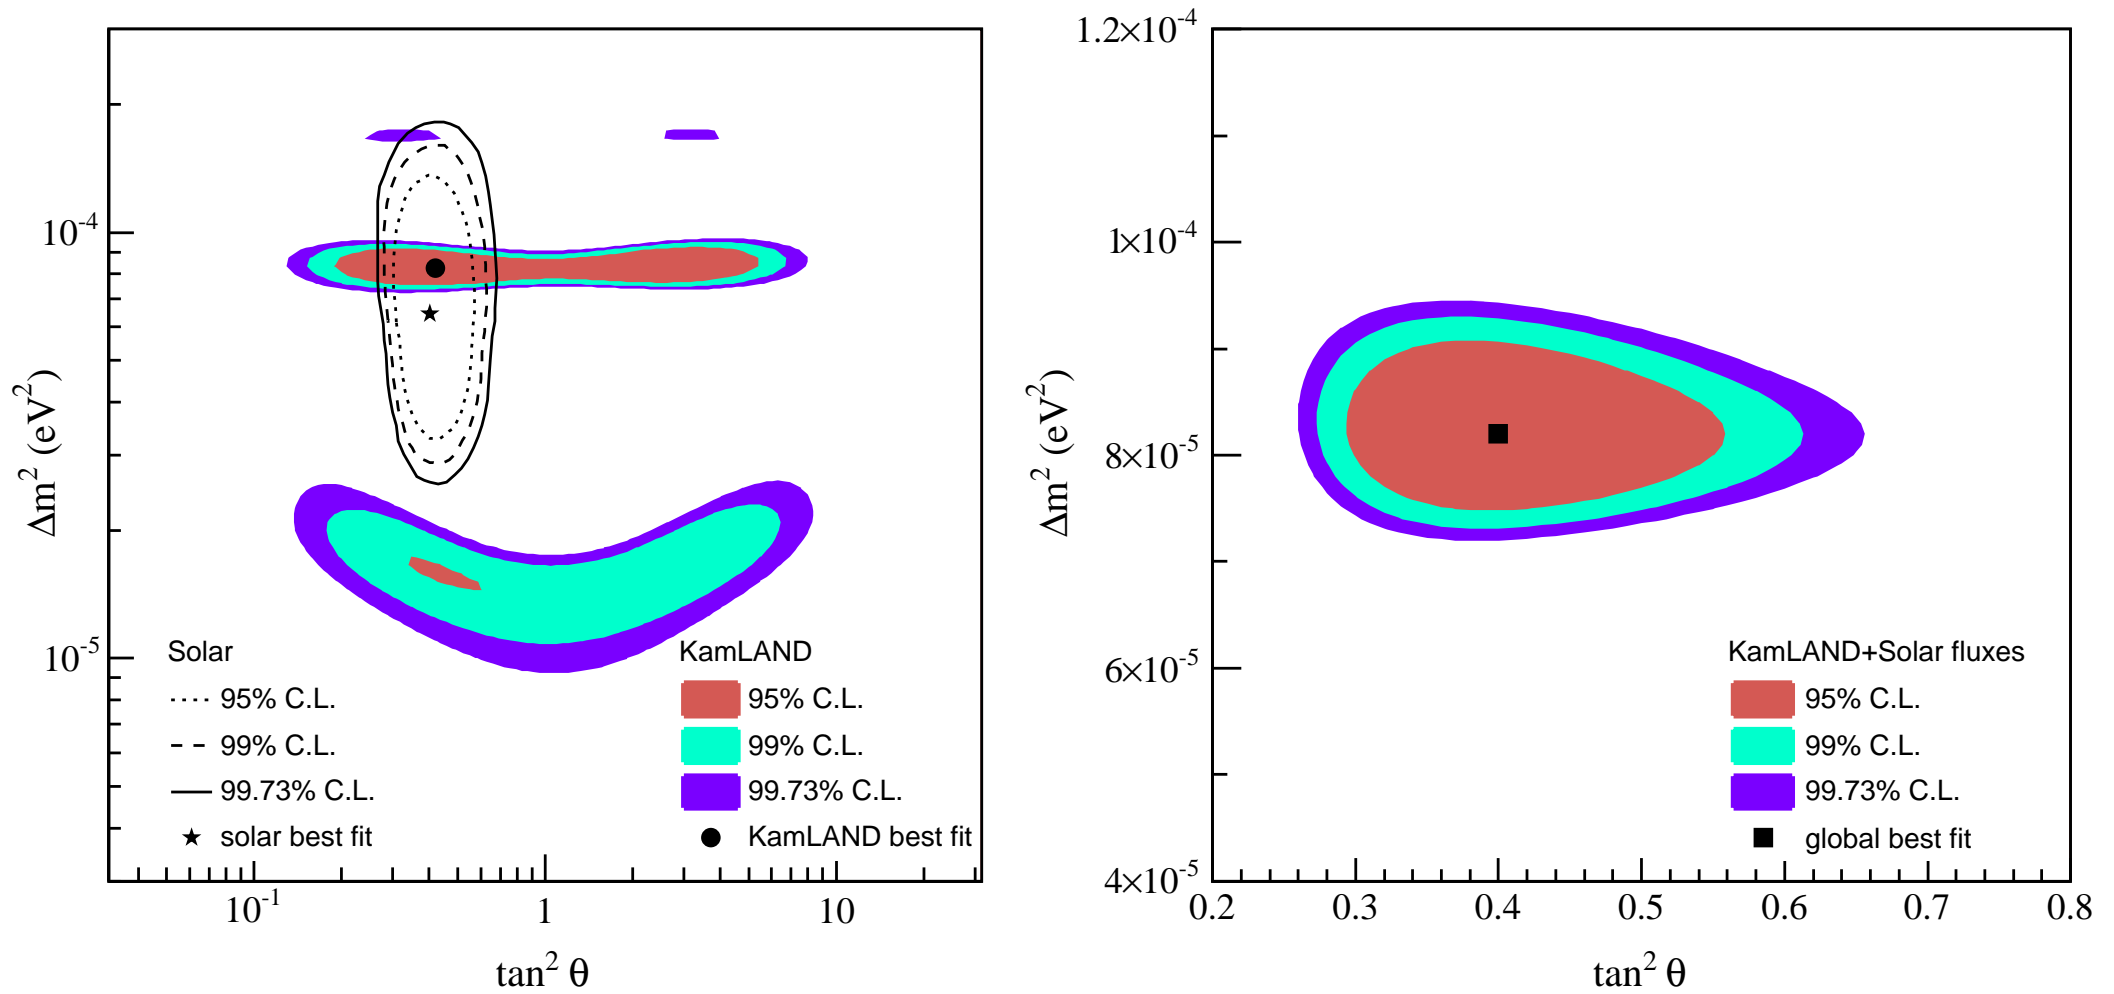 10^-4
10^-5
Δm^2 (eV^2)
Solar
95% C.L.
99% C.L.
99.73% C.L.
solar best fit
KamLAND
95% C.L.
99% C.L.
99.73% C.L.
KamLAND best fit
10^-1 1 10
tan^2 θ
1.2×10^-4
1×10^-4
8×10^-5
6×10^-5
4×10^-5
Δm^2 (eV^2)
KamLAND+Solar fluxes
95% C.L.
99% C.L.
99.73% C.L.
global best fit
0.2 0.3 0.4 0.5 0.6 0.7 0.8
tan^2 θ